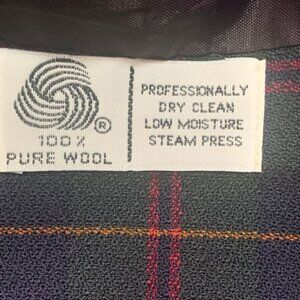 100%
PURE WOOL
®
PROFESSIONALLY
DRY CLEAN
LOW MOISTURE
STEAM PRESS